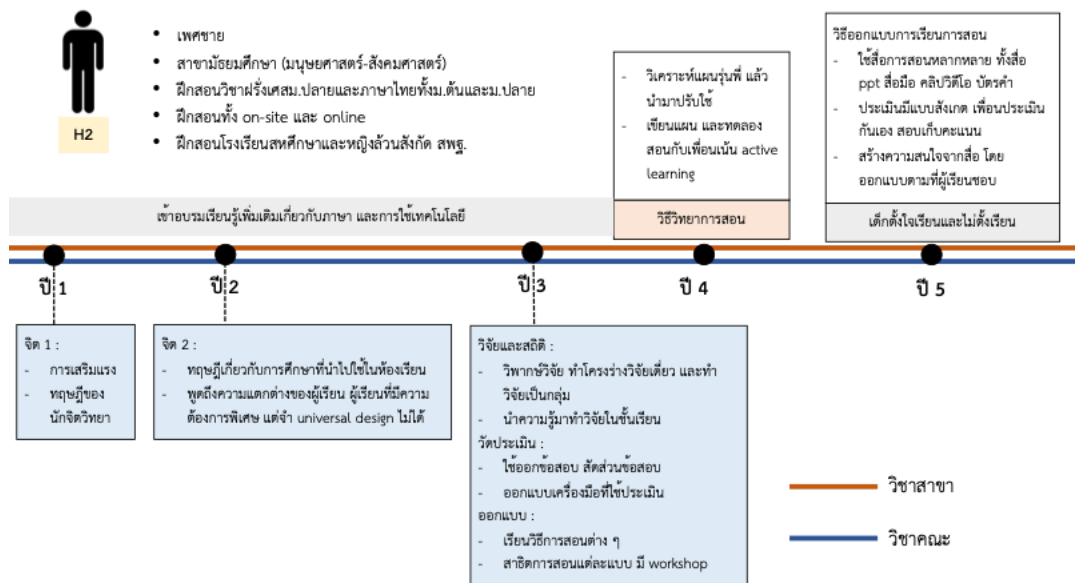 H2
• เพศชาย
• สาขามัธยมศึกษา (มนุษยศาสตร์-สังคมศาสตร์)
• ฝึกสอนวิชาฝรั่งเศสม.ปลายและภาษาไทยทั้งม.ต้นและม.ปลาย
• ฝึกสอนทั้ง on-site และ online
• ฝึกสอนโรงเรียนสหศึกษาและหญิงล้วนสังกัด สพฐ.
- วิเคราะห์แผนรุ่นพี่ แล้ว
นำมาปรับใช้
- เขียนแผน และทดลอง
สอนกับเพื่อนเน้น active
learning
วิธีวิทยาการสอน
วิธีออกแบบการเรียนการสอน
- ใช้สื่อการสอนหลากหลาย ทั้งสื่อ
ppt สื่อมือ คลิปวิดีโอ บัตรคำ
- ประเมินมีแบบสังเกต เพื่อประเมิน
กันเอง สอบเก็บคะแนน
- สร้างความสนใจจากสื่อ โดย
ออกแบบตามที่ผู้เรียนชอบ
เด็กตั้งใจเรียนและไม่ตั้งเรียน
เข้าอบรมเรียนรู้เพิ่มเติมเกี่ยวกับภาษา และการใช้เทคโนโลยี
ปี 1
ปี 2
ปี 3
ปี 4
ปี 5
จิต 1 :
- การเสริมแรง
- ทฤษฎีของ
นักจิตวิทยา
จิต 2 :
- ทฤษฎีเกี่ยวกับการศึกษาที่นำไปใช้ในห้องเรียน
- พูดถึงความแตกต่างของผู้เรียน ผู้เรียนที่มีความ
ต้องการพิเศษ แต่จำ universal design ไม่ได้
วิจัยและสถิติ :
- วิพากษ์วิจัย ทำโครงร่างวิจัยเดี่ยว และทำ
วิจัยเป็นกลุ่ม
- นำความรู้มาทำวิจัยในชั้นเรียน
วัดประเมิน :
- ใช้ออกข้อสอบ สัดส่วนข้อสอบ
- ออกแบบเครื่องมือที่ใช้ประเมิน
ออกแบบ :
- เรียนวิธีการสอนต่าง ๆ
- สาธิตการสอนแต่ละแบบ มี workshop
วิชาสาขา
วิชาคณะ